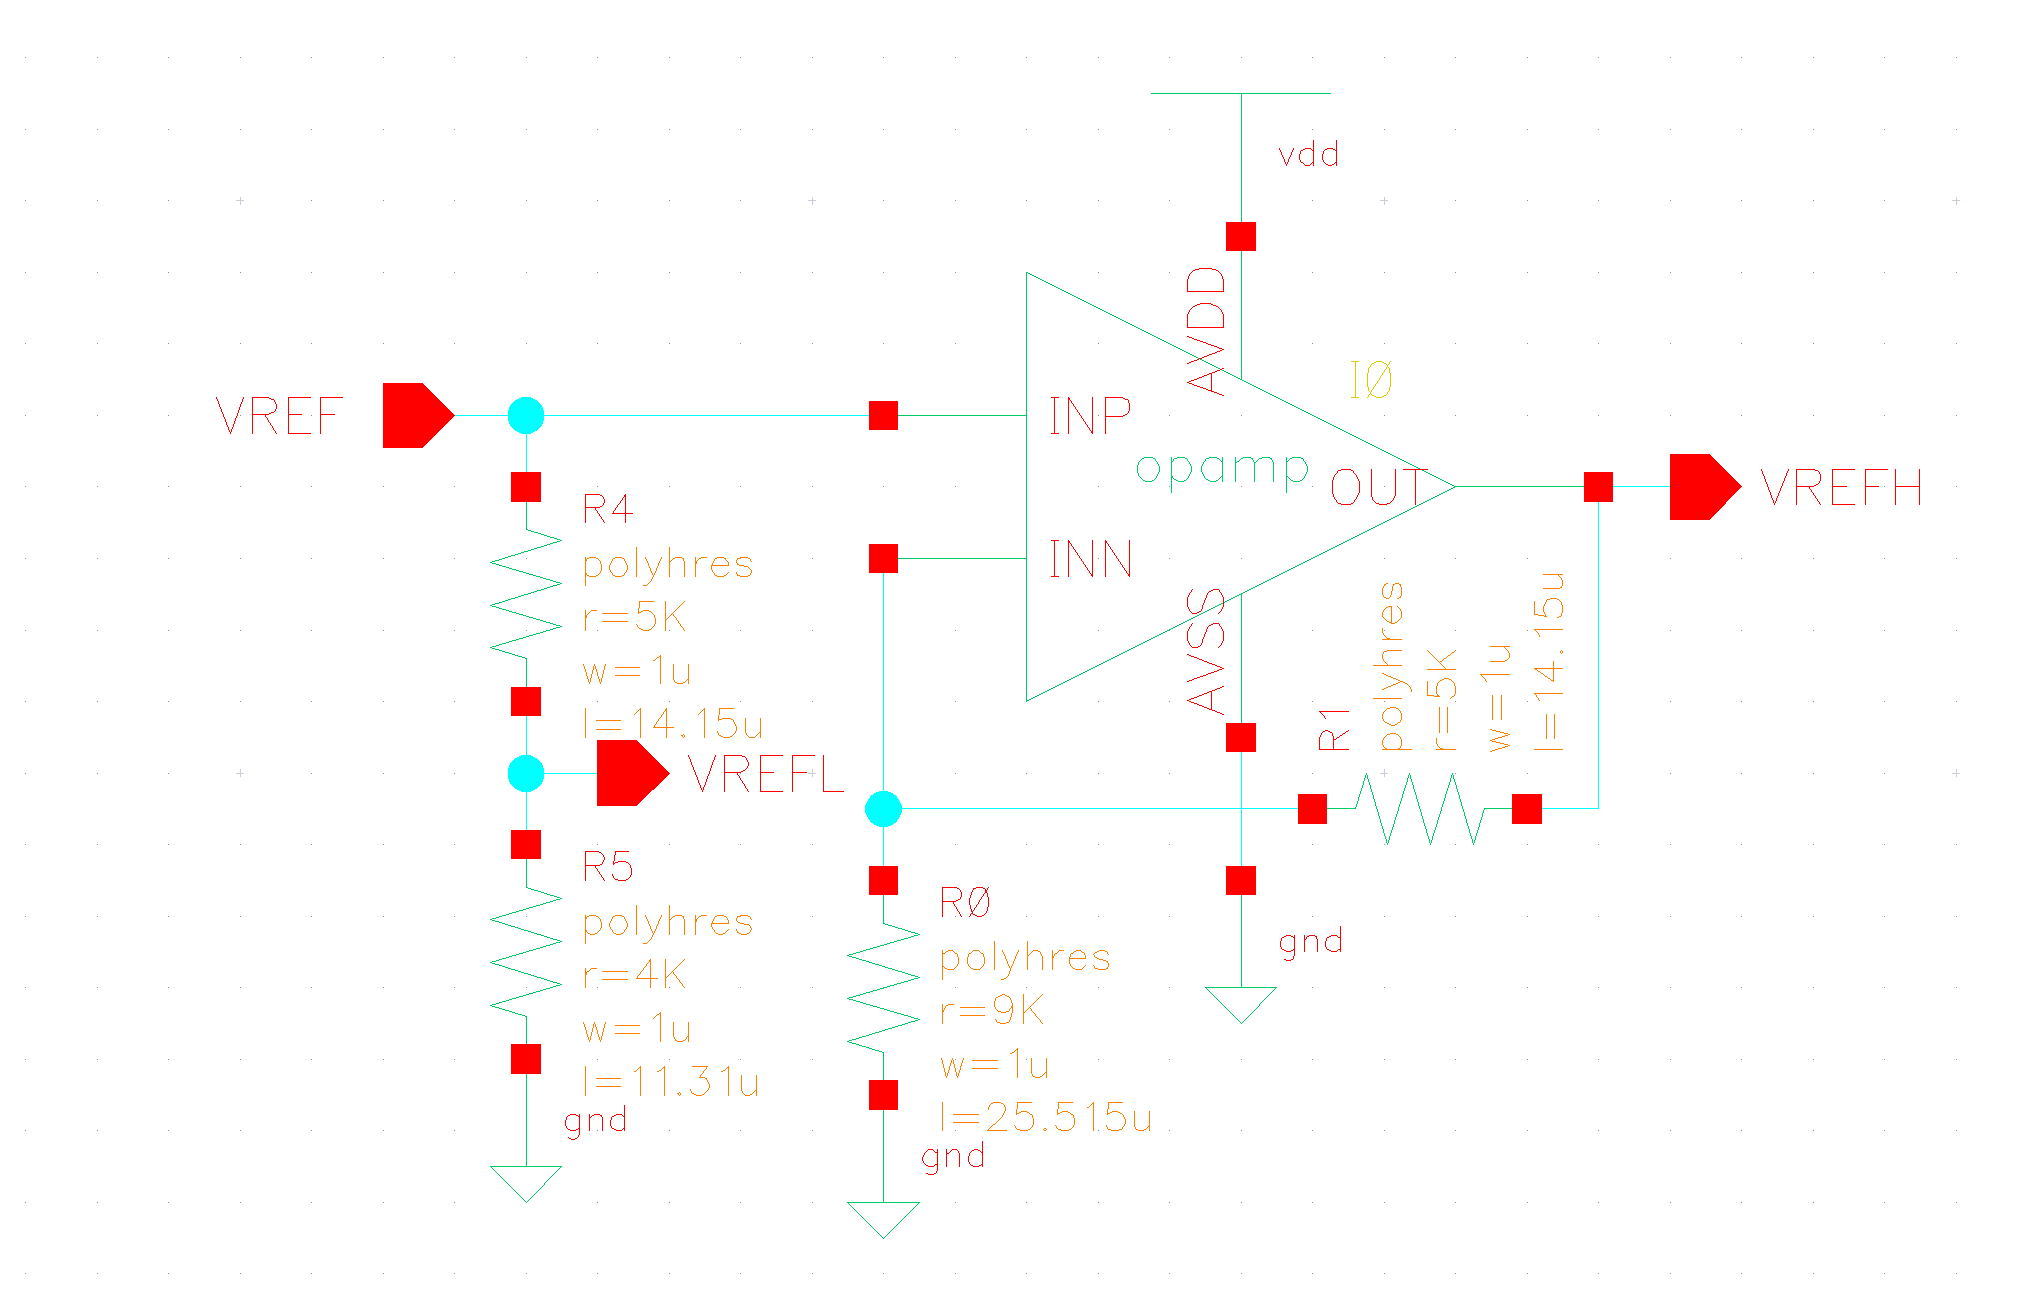 vdd
AVDD
I0
VREF
INP
opamp
OUT
VREFH
R4
polyhres
r=5K
w=1u
l=14.15u
INN
AVSS
R1
polyhres
r=5K
w=1u
l=14.15u
VREFL
R5
polyhres
r=4K
w=1u
l=11.31u
gnd
R0
polyhres
r=9K
w=1u
l=25.515u
gnd
gnd